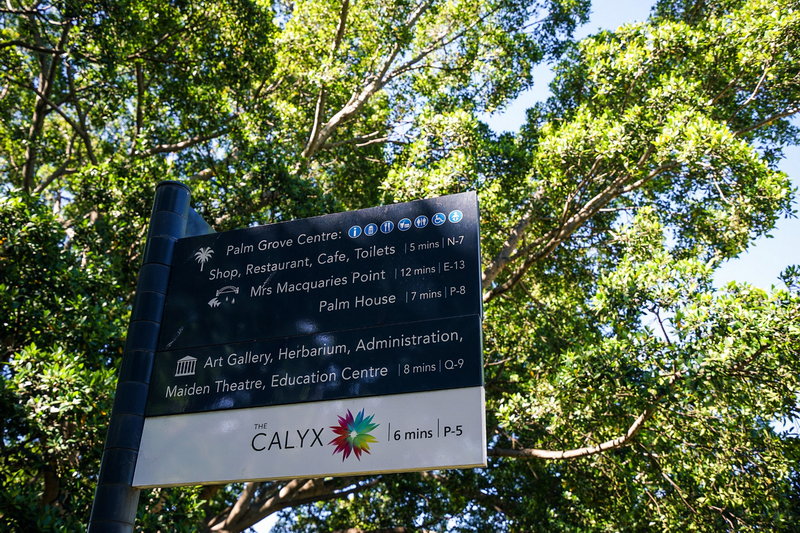 Palm Grove Centre:
Shop, Restaurant, Cafe, Toilets | 5 mins | N-7
Mrs Macquaries Point | 12 mins | E-13
Palm House | 7 mins | P-8
Art Gallery, Herbarium, Administration,
Maiden Theatre, Education Centre | 8 mins | Q-9
THE
CALYX | 6 mins | P-5